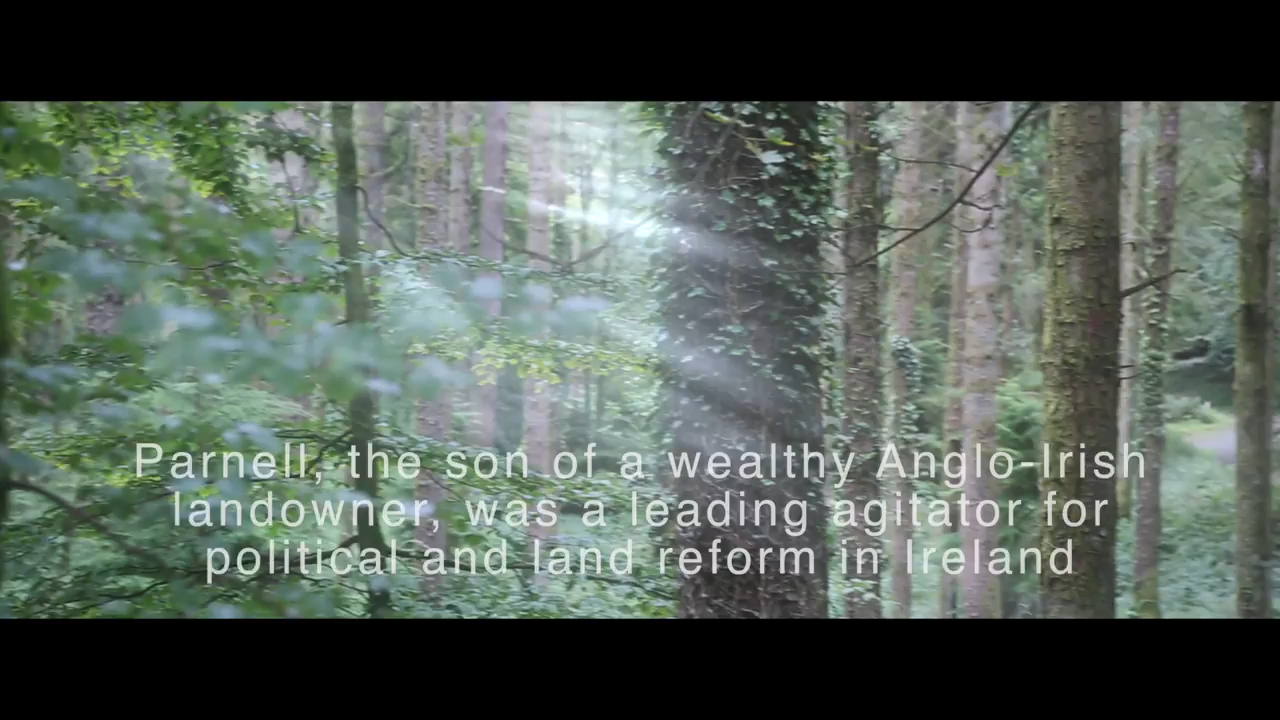 Parnell, the son of a wealthy Anglo-Irish
landowner, was a leading agitator for
political and land reform in Ireland